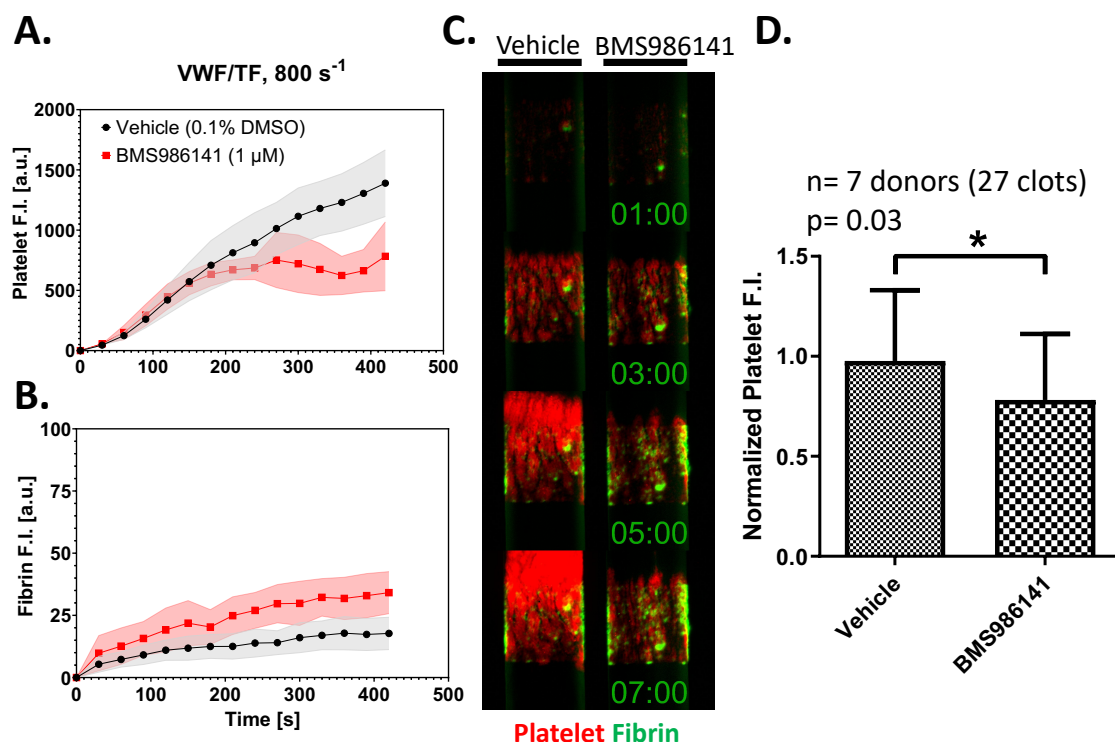 A.
VWF/TF, 800 s⁻¹
Platelet F.I. [a.u.]
2000
1500
1000
500
0
Vehicle (0.1% DMSO)
BMS986141 (1 µM)
0 100 200 300 400 500
B.
Fibrin F.I. [a.u.]
100
75
50
25
0
0 100 200 300 400 500
Time [s]
C.
Vehicle BMS986141
01:00
03:00
05:00
07:00
Platelet Fibrin
D.
n= 7 donors (27 clots)
p= 0.03
*
Normalized Platelet F.I.
1.5
1.0
0.5
0.0
Vehicle
BMS986141